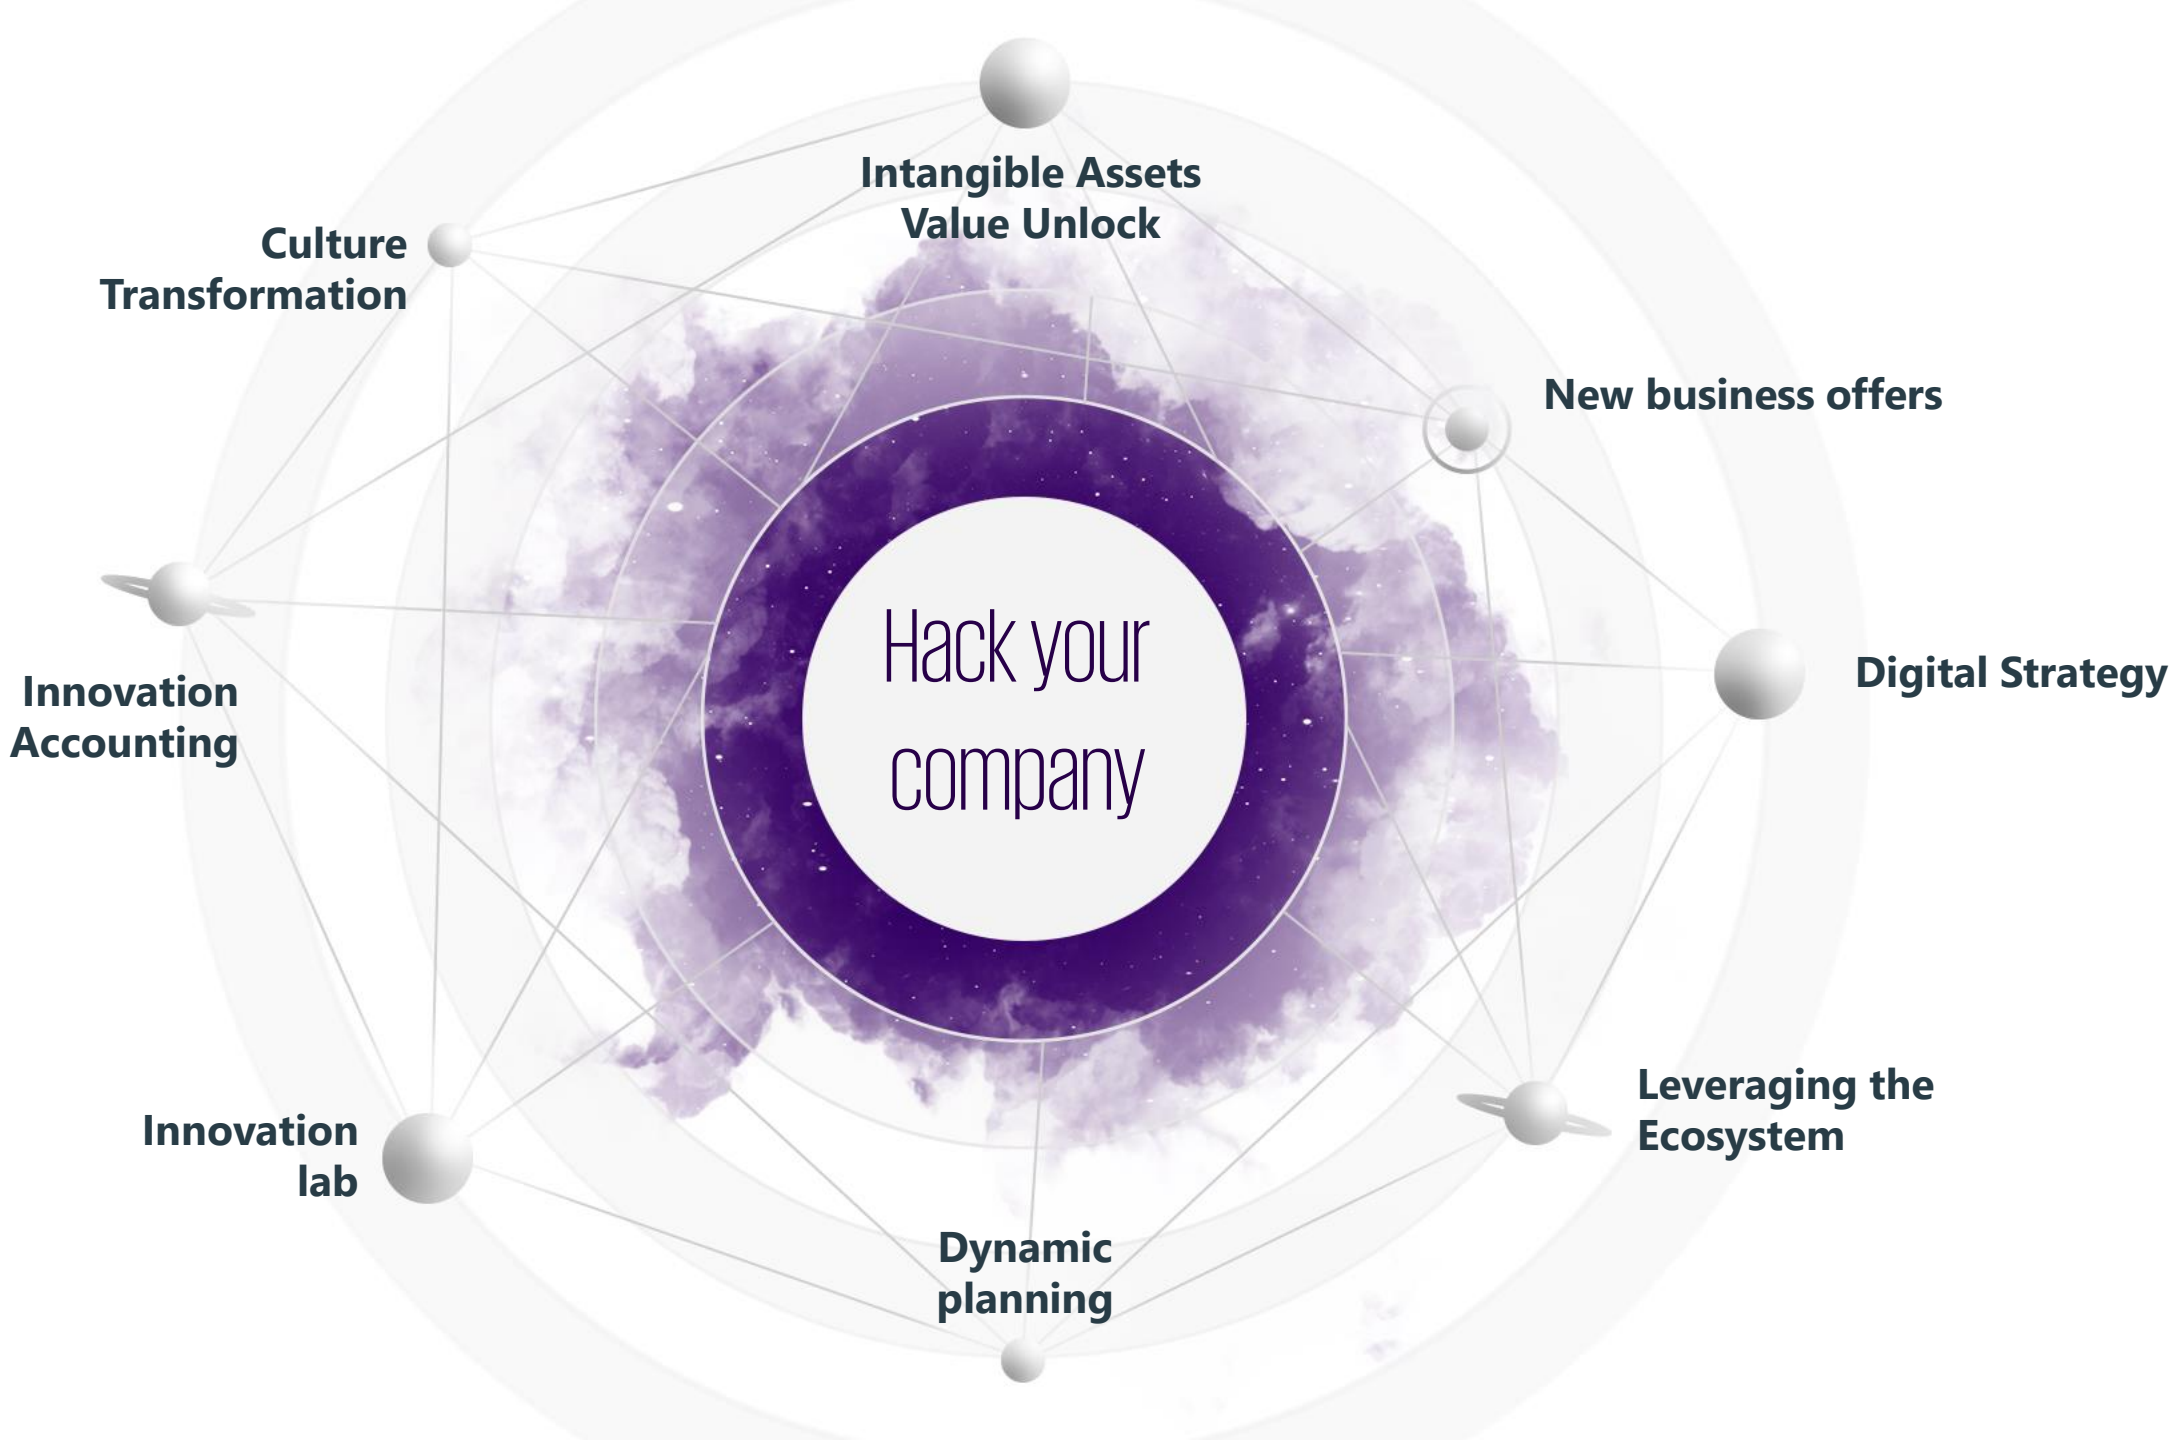 Intangible Assets
Value Unlock
Culture
Transformation
New business offers
Hack your
company
Digital Strategy
Innovation
Accounting
Leveraging the
Ecosystem
Innovation
lab
Dynamic
planning